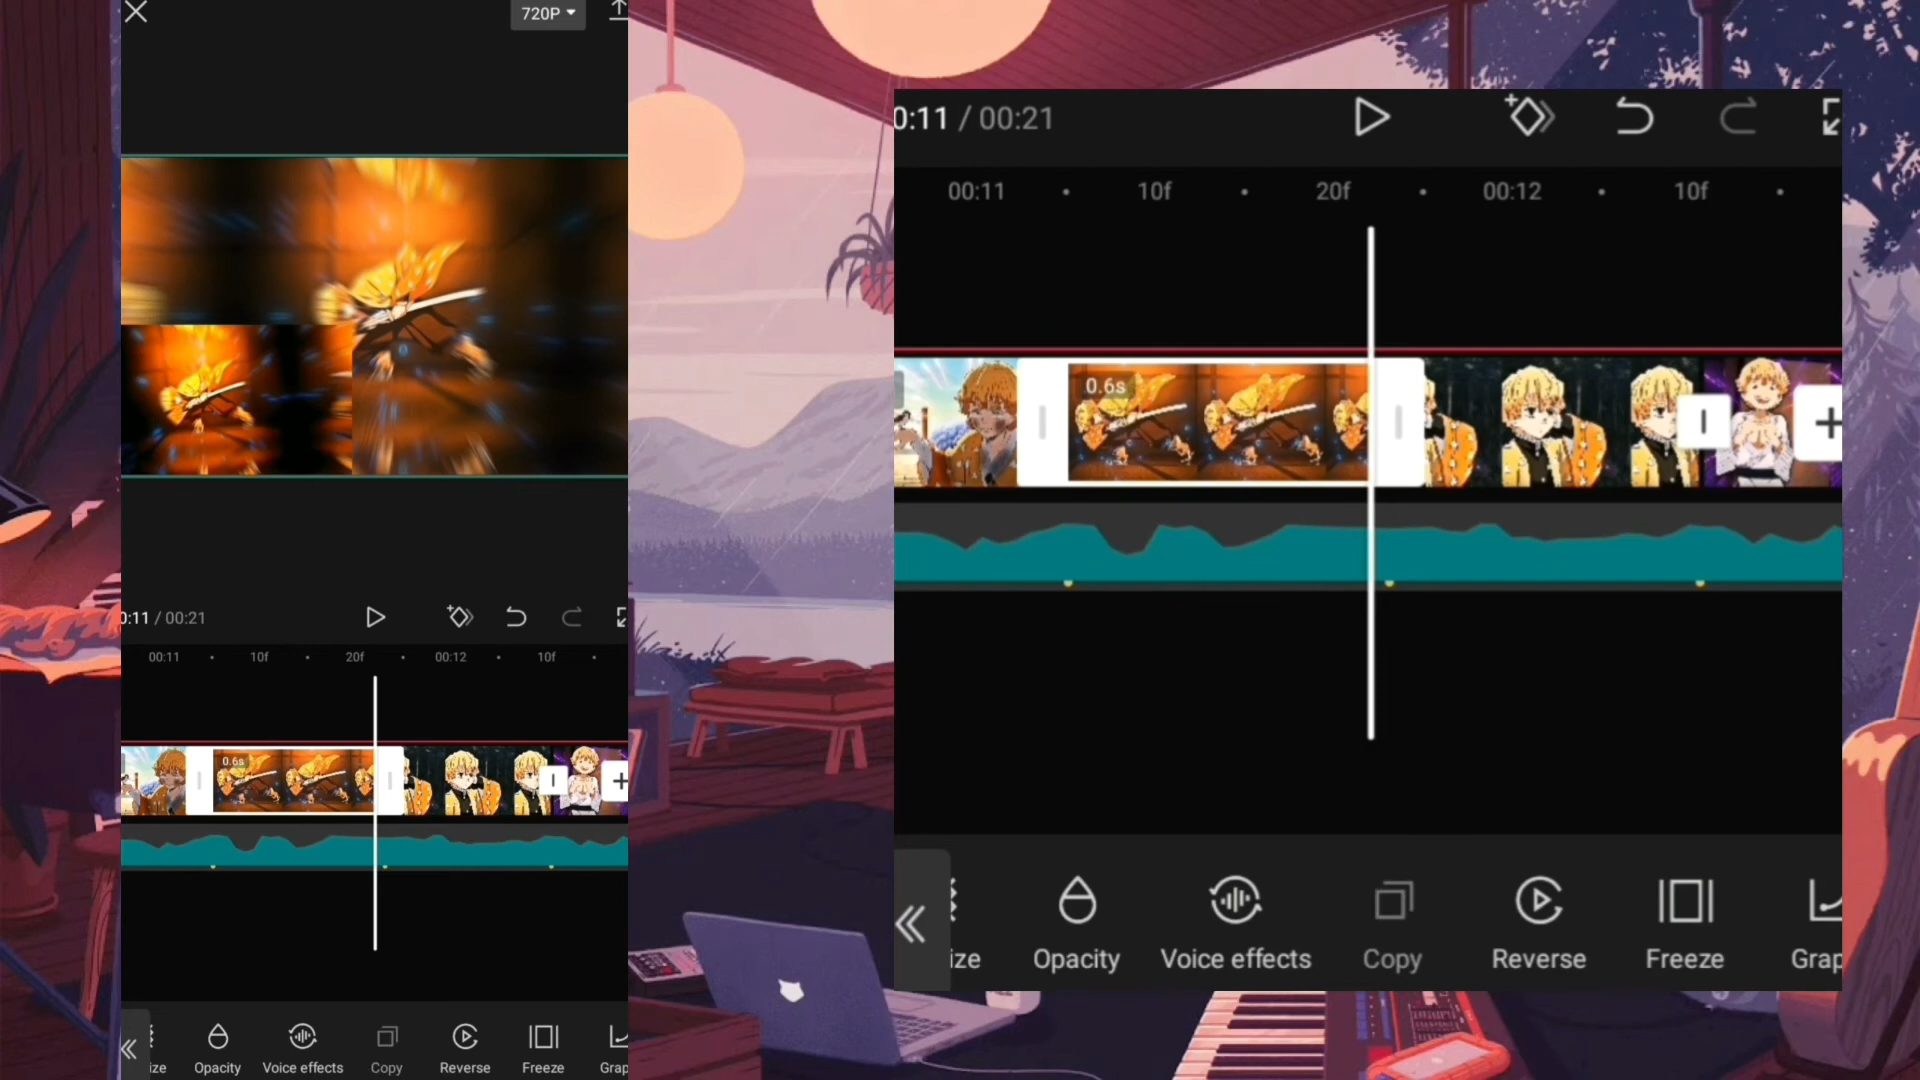 720P
0:11 / 00:21
00:11 10f 20f 00:12 10f
0.6s
ize Opacity Voice effects Copy Reverse Freeze Grap
0:11 / 00:21
00:11 10f 20f 00:12 10f
0.6s
ize Opacity Voice effects Copy Reverse Freeze Grap